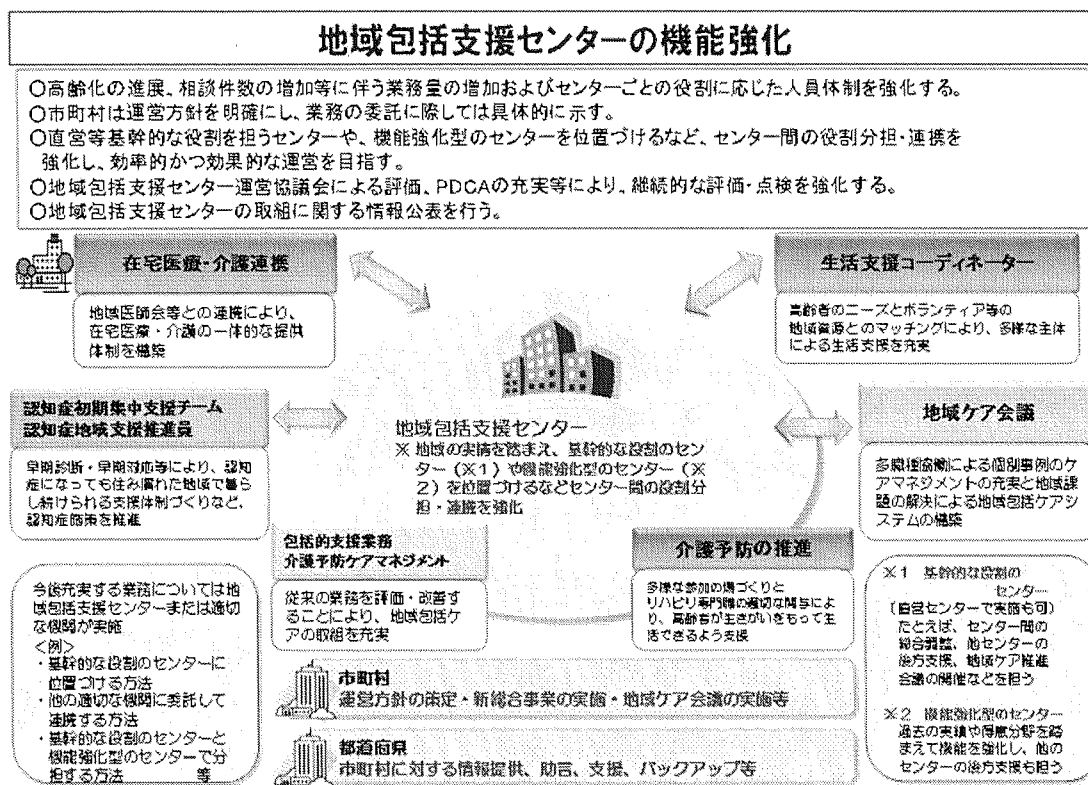 地域包括支援センターの機能強化
○高齢化の進展、相談件数の増加等に伴う業務量の増加およびセンターごとの役割に応じた人員体制を強化する。
○市町村は運営方針を明確にし、業務の委託に際しては具体的に示す。
○直営等基幹的な役割を担うセンターや、機能強化型のセンターを位置づけるなど、センター間の役割分担・連携を
強化し、効率的かつ効果的な運営を目指す。
○地域包括支援センター運営協議会による評価、PDCAの充実等により、継続的な評価・点検を強化する。
○地域包括支援センターの取組に関する情報公表を行う。
在宅医療・介護連携
地域医師会等との連携により、
在宅医療・介護の一体的な提供
体制を構築
生活支援コーディネーター
高齢者のニーズとボランティア等の
地域資源とのマッチングにより、多様な主体
による生活支援を充実
認知症初期集中支援チーム
認知症地域支援推進員
早期診断・早期対応等により、認知
症になっても住み慣れた地域で暮ら
し続けられる支援体制づくりなど、
認知症施策を推進
地域包括支援センター
※ 地域の実情を踏まえ、基幹的な役割のセン
ター(※1)や機能強化型のセンター(※
2)を位置づけるなどセンター間の役割分
担・連携を強化
地域ケア会議
多職種協働による個別事例のケ
アマネジメントの充実と地域課
題の解決による地域包括ケアシ
ステムの構築
包括的支援業務
介護予防ケアマネジメント
従来の業務を評価・改善す
ることにより、地域包括ケ
アの取組を充実
介護予防の推進
多様な参加の場づくりと
リハビリ専門職の適切な関与によ
り、高齢者が生きがいをもって生
活できるよう支援
今後充実する業務については地
域包括支援センターまたは適切
な機関が実施
<例>
・基幹的な役割のセンターに
位置づける方法
・他の適切な機関に委託して
連携する方法
・基幹的な役割のセンターと
機能強化型のセンターで分
担する方法 等
市町村
運営方針の策定・新総合事業の実施・地域ケア会議の実施等
都道府県
市町村に対する情報提供、助言、支援、バックアップ等
※1 基幹的な役割の
センター
(直営センターで実施も可)
たとえば、センター間の
総合調整、他センターの
後方支援、地域ケア推進
会議の開催などを担う
※2 機能強化型のセンター
過去の実績や得意分野を踏
まえて機能を強化し、他の
センターの後方支援も担う